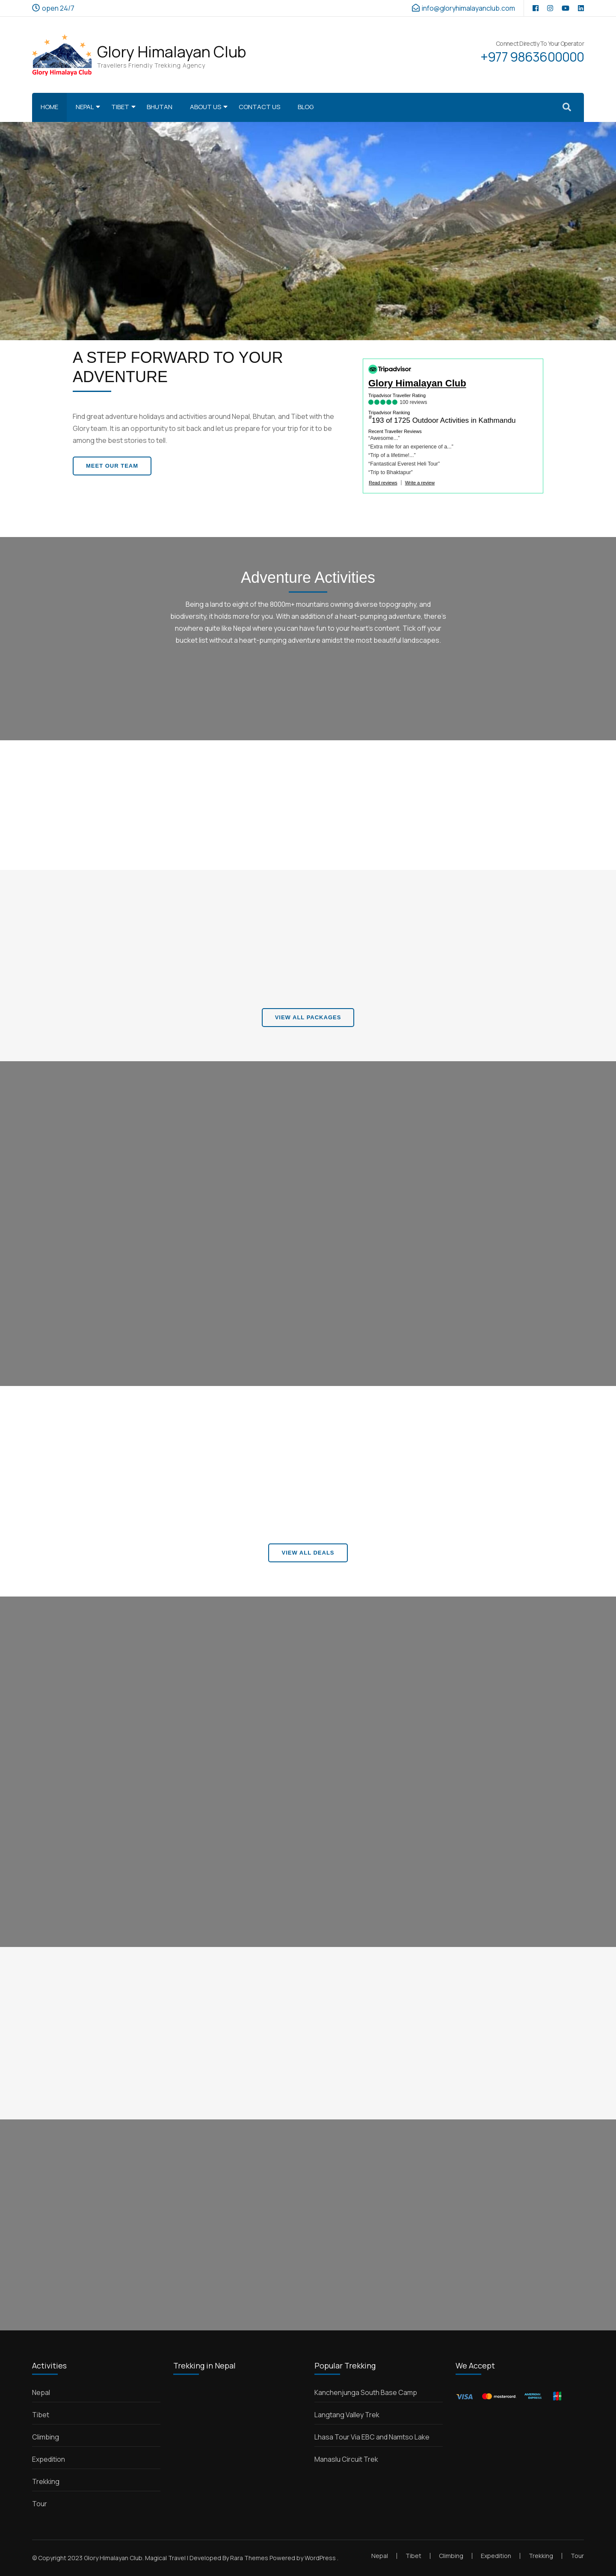 open 24/7
info@gloryhimalayanclub.com
Glory Himalaya Club
Glory Himalayan Club
Travellers Friendly Trekking Agency
Connect Directly To Your Operator
+977 9863600000
HOME
NEPAL
TIBET
BHUTAN
ABOUT US
CONTACT US
BLOG
A STEP FORWARD TO YOUR
ADVENTURE
Find great adventure holidays and activities around Nepal, Bhutan, and Tibet with the
Glory team. It is an opportunity to sit back and let us prepare for your trip for it to be
among the best stories to tell.
MEET OUR TEAM
Tripadvisor
Glory Himalayan Club
Tripadvisor Traveller Rating
100 reviews
Tripadvisor Ranking
#193 of 1725 Outdoor Activities in Kathmandu
Recent Traveller Reviews
"Awesome..."
"Extra mile for an experience of a..."
"Trip of a lifetime!..."
"Fantastical Everest Heli Tour"
"Trip to Bhaktapur"
Read reviews | Write a review
Adventure Activities
Being a land to eight of the 8000m+ mountains owning diverse topography, and
biodiversity, it holds more for you. With an addition of a heart-pumping adventure, there's
nowhere quite like Nepal where you can have fun to your heart's content. Tick off your
bucket list without a heart-pumping adventure amidst the most beautiful landscapes.
VIEW ALL PACKAGES
VIEW ALL DEALS
Activities
Nepal
Tibet
Climbing
Expedition
Trekking
Tour
Trekking in Nepal
Popular Trekking
Kanchenjunga South Base Camp
Langtang Valley Trek
Lhasa Tour Via EBC and Namtso Lake
Manaslu Circuit Trek
We Accept
VISA
mastercard
AMERICAN EXPRESS
JCB
© Copyright 2023 Glory Himalayan Club. Magical Travel | Developed By Rara Themes Powered by WordPress
Nepal | Tibet | Climbing | Expedition | Trekking | Tour